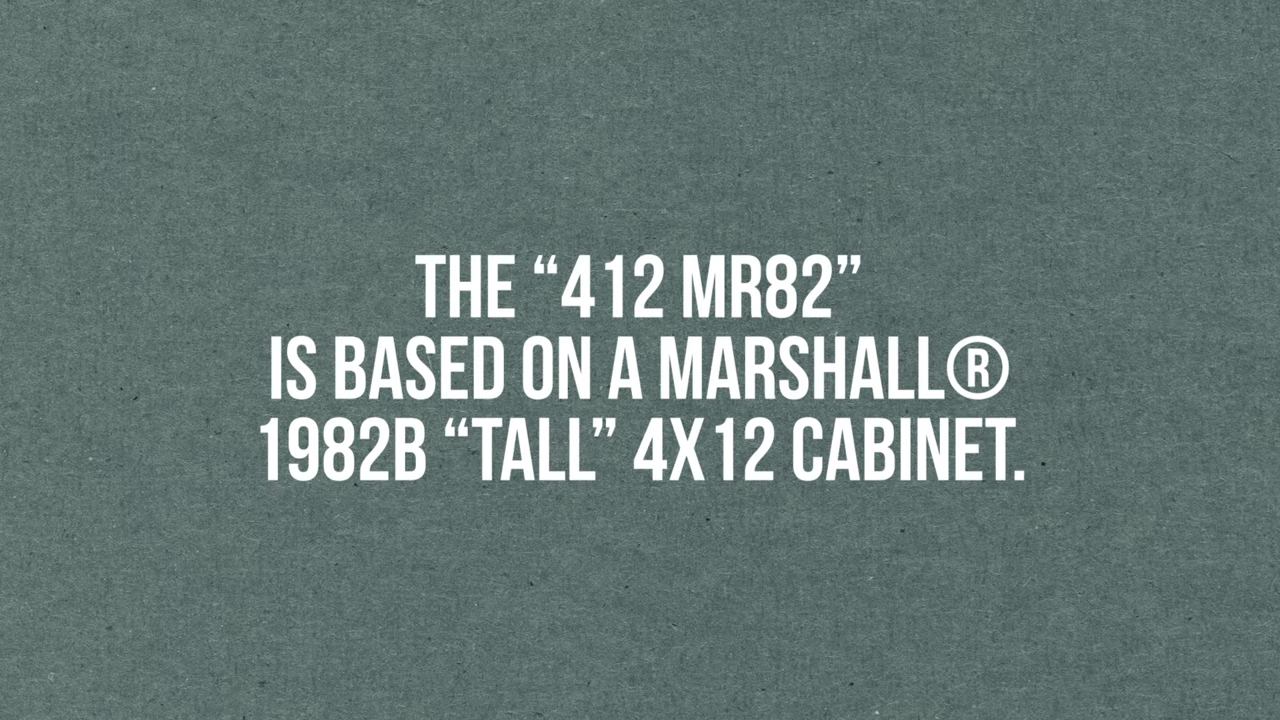 THE “412 MR82”
IS BASED ON A MARSHALL®
1982B “TALL” 4X12 CABINET.